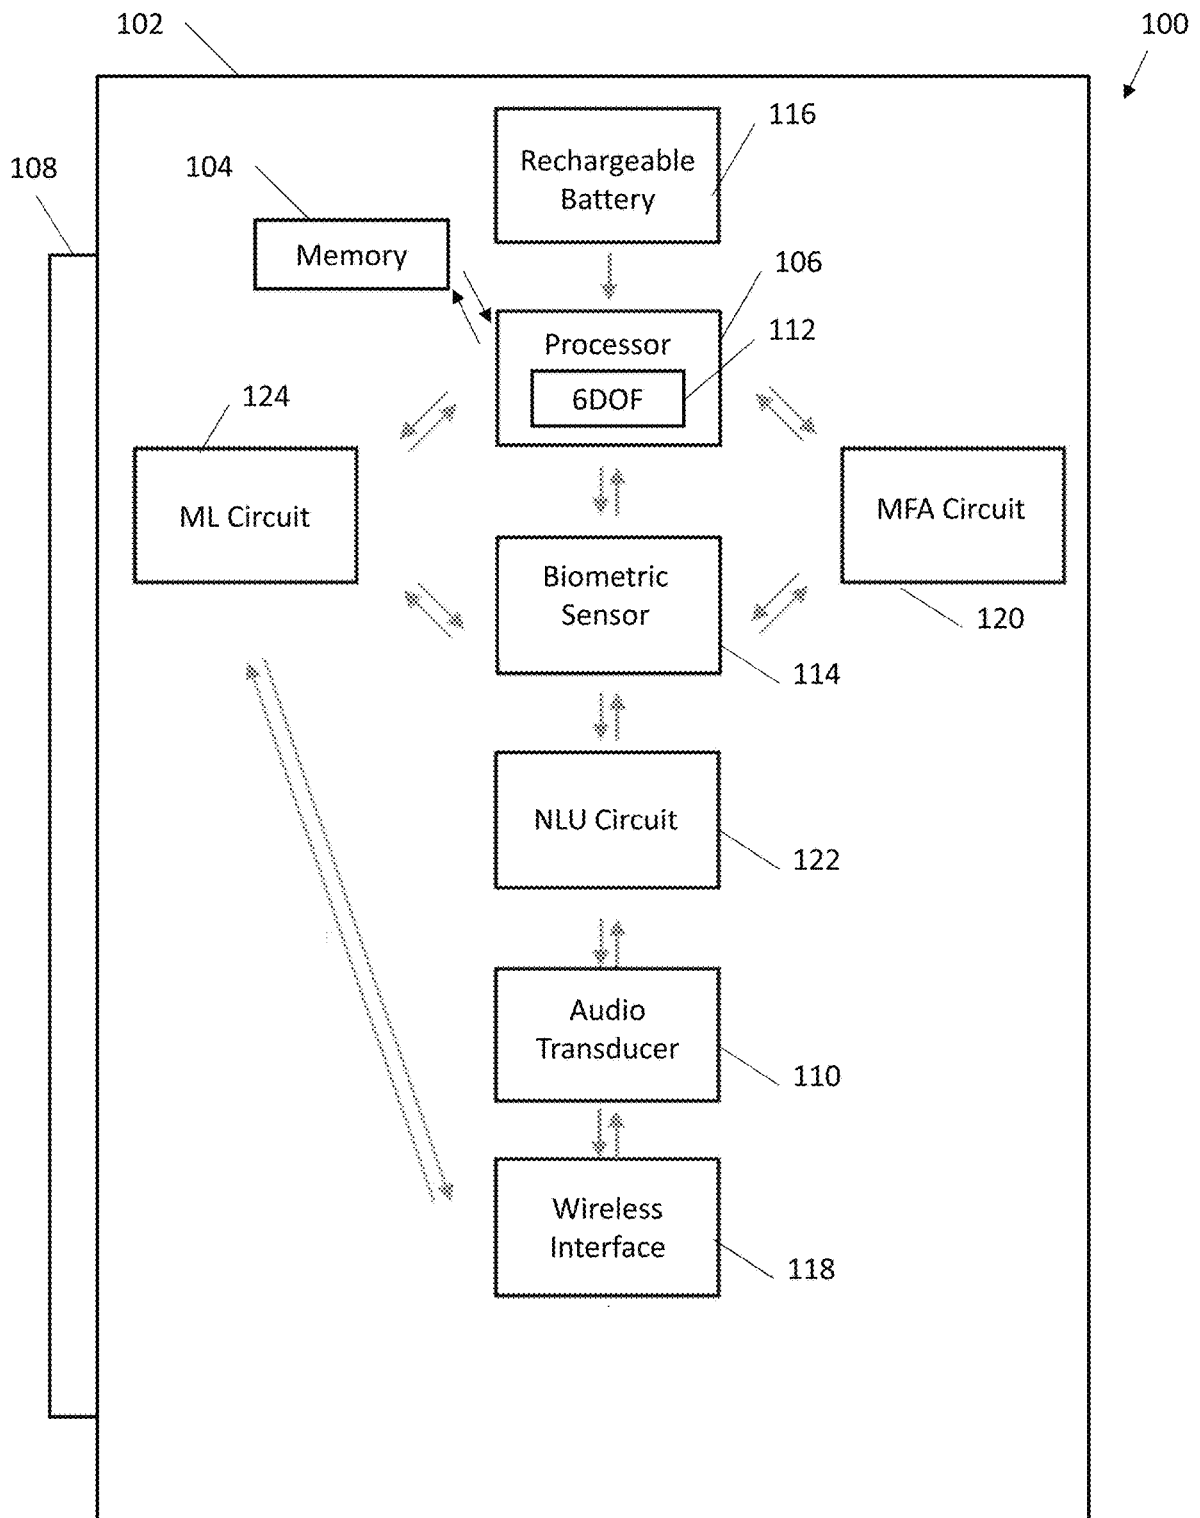 102
100
116
Rechargeable
Battery
104
108
Memory
106
Processor
112
6DOF
124
ML Circuit
MFA Circuit
Biometric
Sensor
120
114
NLU Circuit
122
Audio
Transducer
110
Wireless
Interface
118